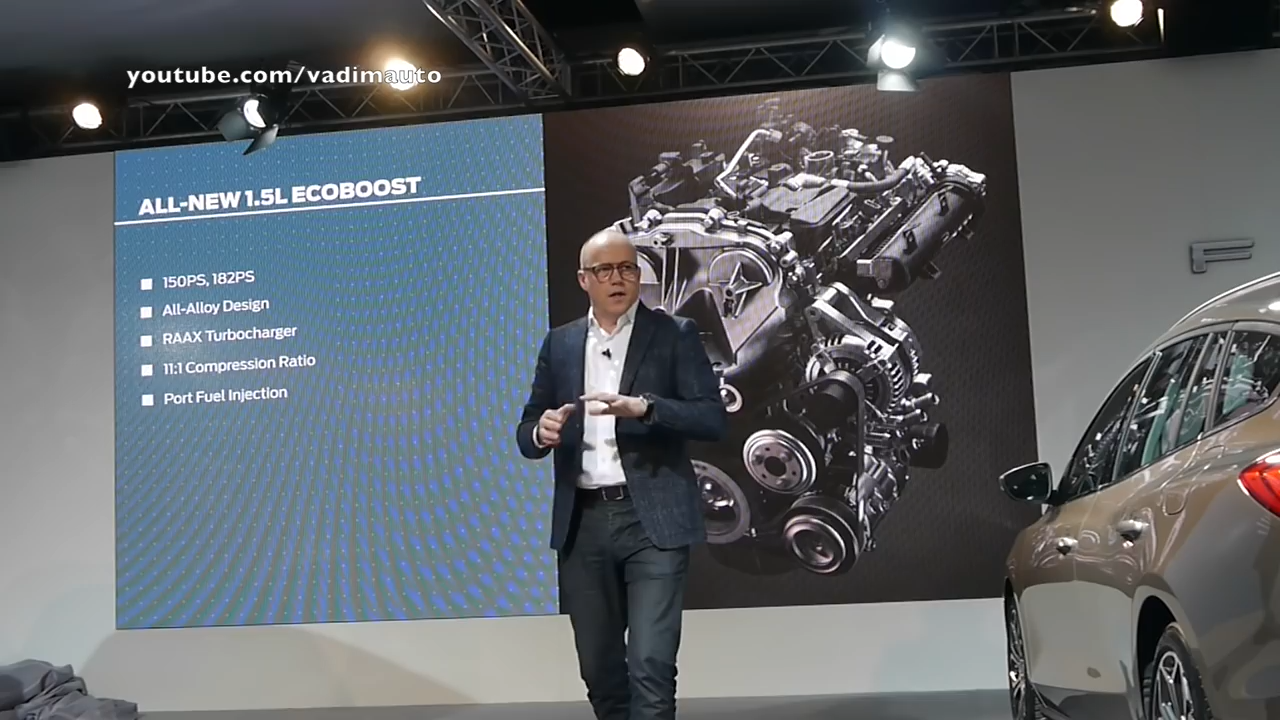 youtube.com/vadimauto
ALL-NEW 1.5L ECOBOOST
150PS, 182PS
All-Alloy Design
RAAX Turbocharger
11:1 Compression Ratio
Port Fuel Injection
F